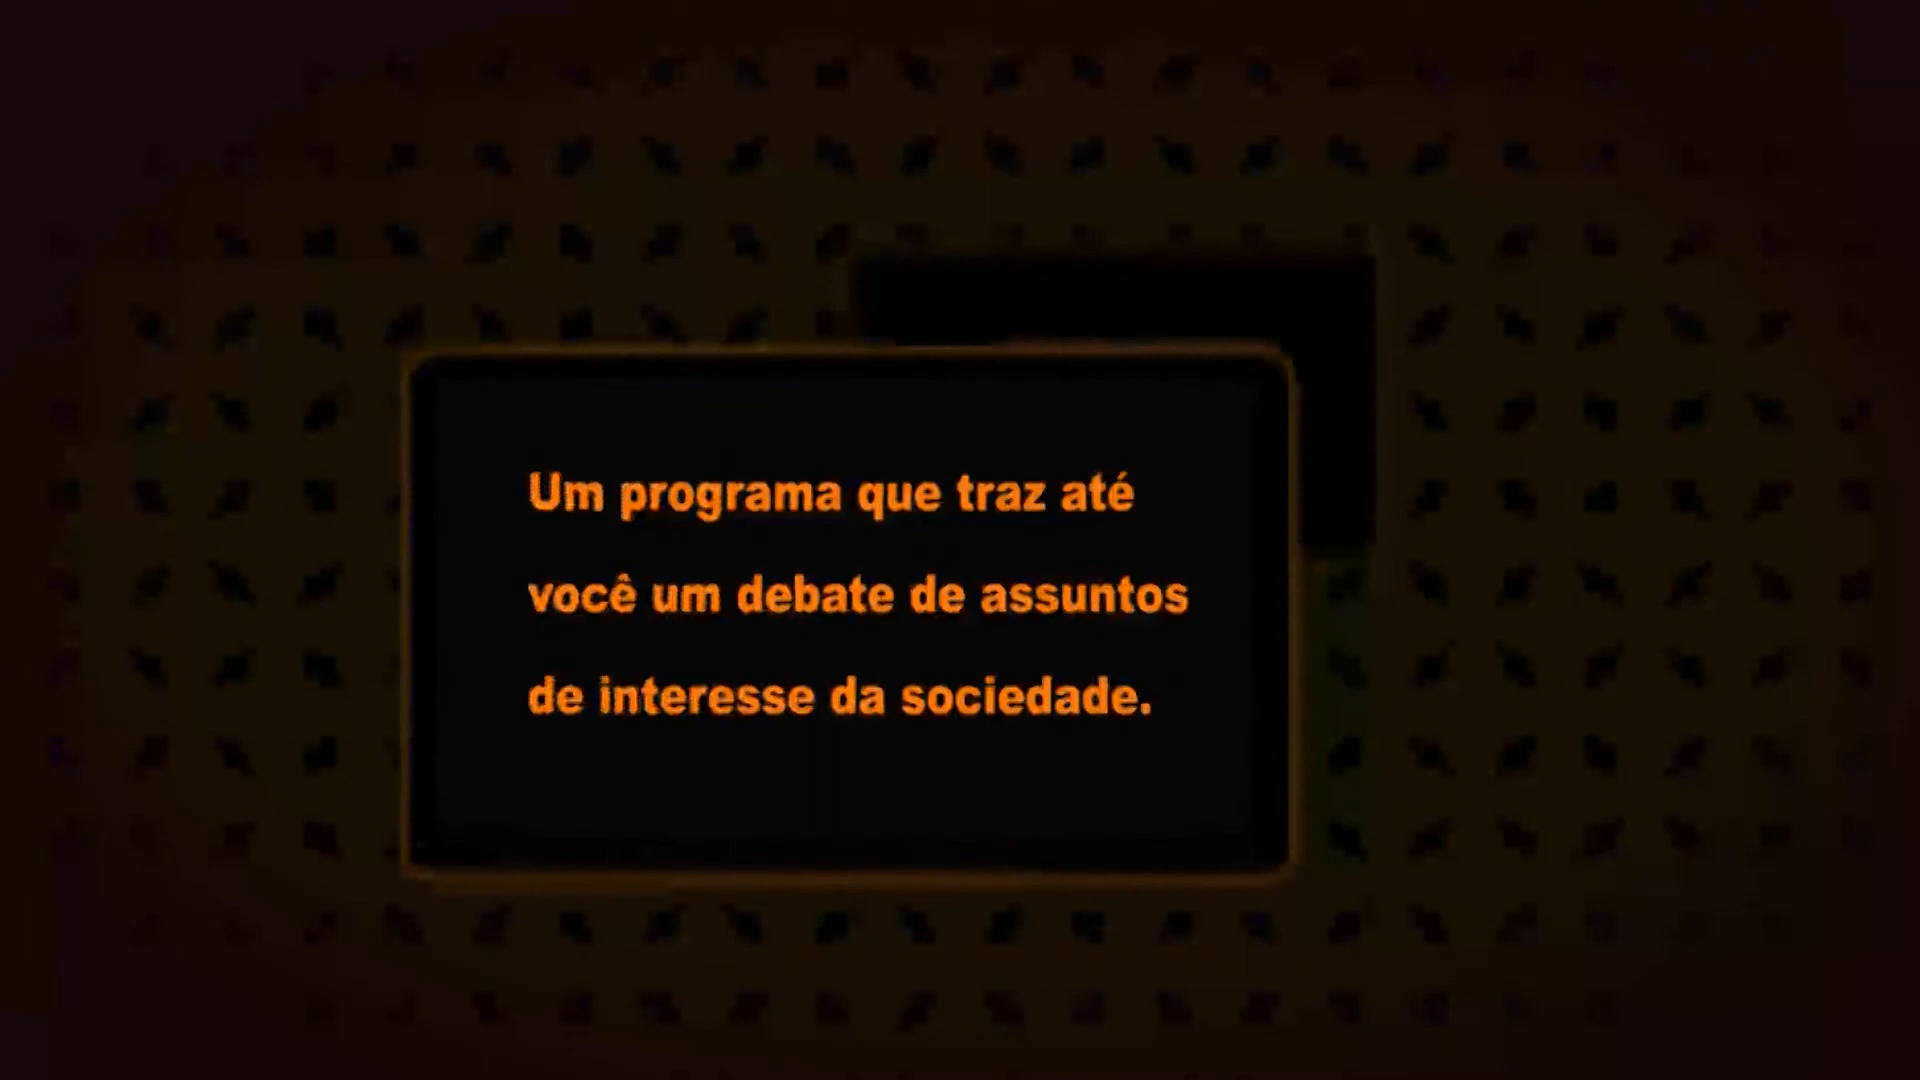 Um programa que traz até
você um debate de assuntos
de interesse da sociedade.